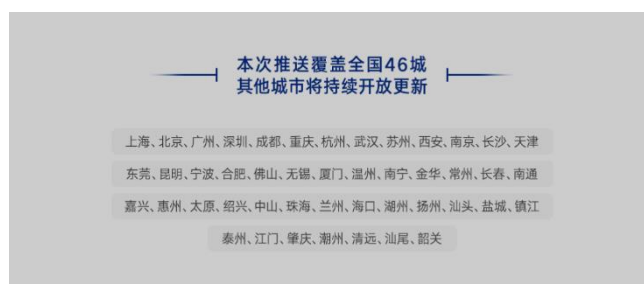 本次推送覆盖全国46城
其他城市将持续开放更新
上海、北京、广州、深圳、成都、重庆、杭州、武汉、苏州、西安、南京、长沙、天津
东莞、昆明、宁波、合肥、佛山、无锡、厦门、温州、南宁、金华、常州、长春、南通
嘉兴、惠州、太原、绍兴、中山、珠海、兰州、海口、湖州、扬州、汕头、盐城、镇江
泰州、江门、肇庆、潮州、清远、汕尾、韶关